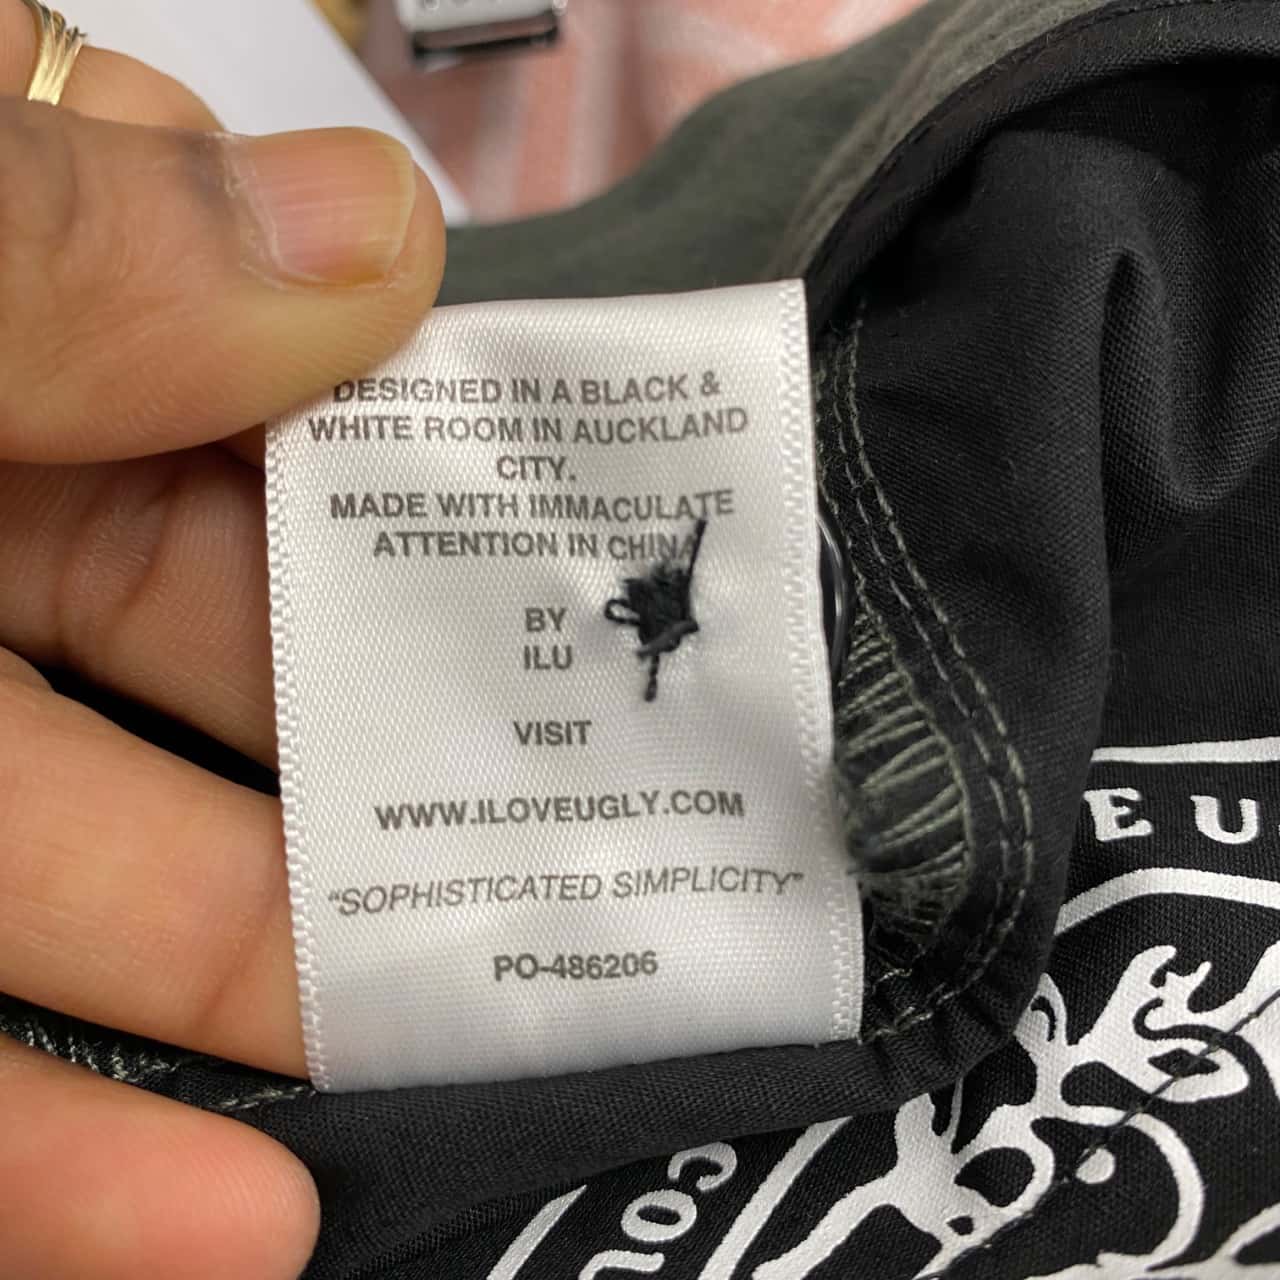 DESIGNED IN A BLACK &
WHITE ROOM IN AUCKLAND
CITY.
MADE WITH IMMACULATE
ATTENTION IN CHINA
BY
ILU
VISIT
WWW.ILOVEUGLY.COM
"SOPHISTICATED SIMPLICITY"
PO-486206
E U
COL